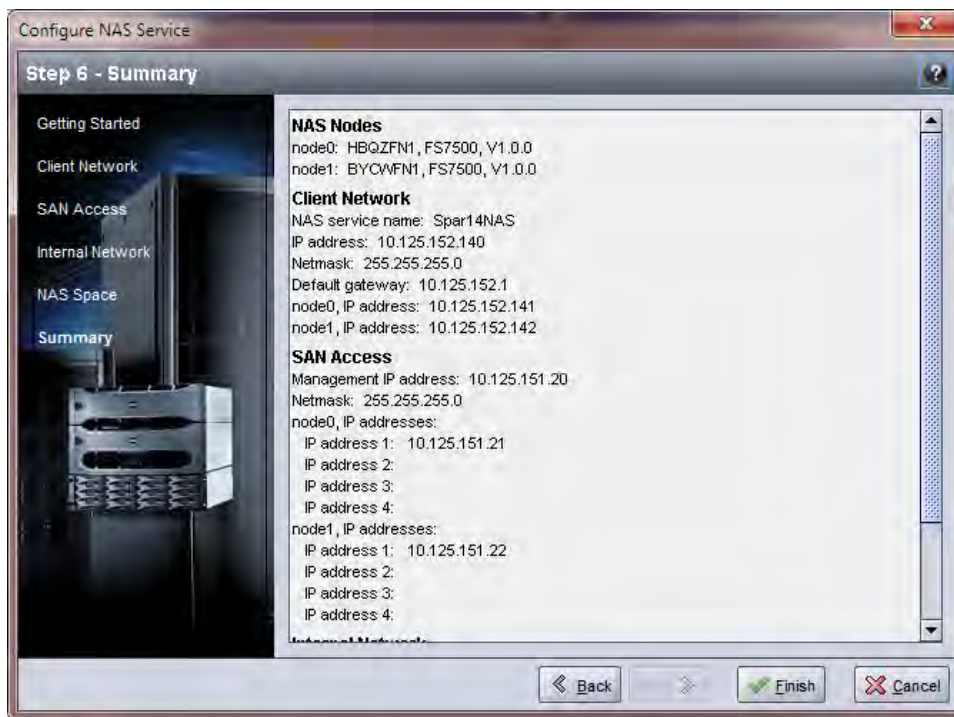 Configure NAS Service
Step 6 - Summary
?
Getting Started
Client Network
SAN Access
Internal Network
NAS Space
Summary
NAS Nodes
node0: HBQZFN1, FS7500, V1.0.0
node1: BYCWFN1, FS7500, V1.0.0
Client Network
NAS service name: Spar14NAS
IP address: 10.125.152.140
Netmask: 255.255.255.0
Default gateway: 10.125.152.1
node0, IP address: 10.125.152.141
node1, IP address: 10.125.152.142
SAN Access
Management IP address: 10.125.151.20
Netmask: 255.255.255.0
node0, IP addresses:
IP address 1: 10.125.151.21
IP address 2:
IP address 3:
IP address 4:
node1, IP addresses:
IP address 1: 10.125.151.22
IP address 2:
IP address 3:
IP address 4:
Internal Network
Back
Finish
Cancel